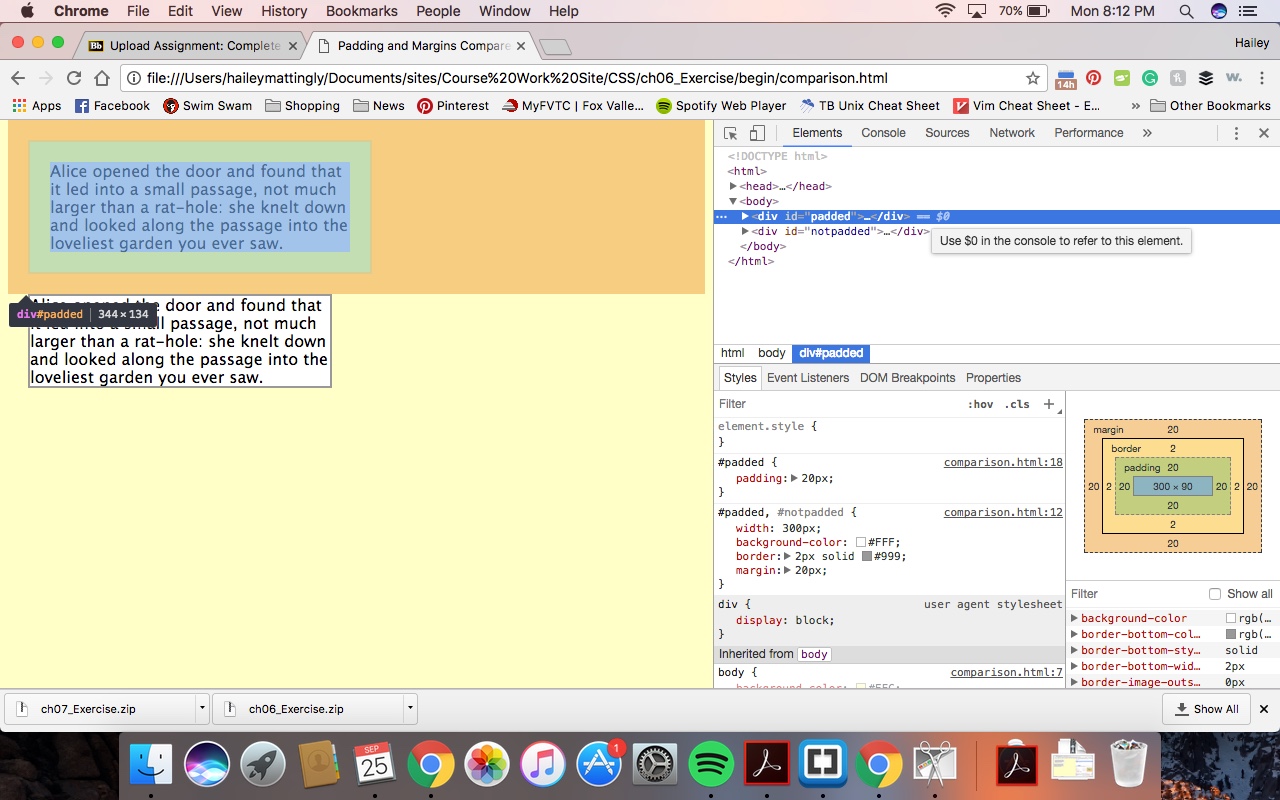 Chrome File Edit View History Bookmarks People Window Help 70% Mon 8:12 PM
Bb Upload Assignment: Complete Padding and Margins Compare Hailey
file:///Users/haileymattingly/Documents/sites/Course%20Work%20Site/CSS/ch06_Exercise/begin/comparison.html 14h w.
Apps Facebook Swim Swam Shopping News Pinterest MyFVTC | Fox Valle... Spotify Web Player TB Unix Cheat Sheet Vim Cheat Sheet - E... » Other Bookmarks
Alice opened the door and found that
it led into a small passage, not much
larger than a rat-hole: she knelt down
and looked along the passage into the
loveliest garden you ever saw.
Alice opened the door and found that
div#padded | 344 × 134
it led into a small passage, not much
larger than a rat-hole: she knelt down
and looked along the passage into the
loveliest garden you ever saw.
Elements Console Sources Network Performance »
<!DOCTYPE html>
<html>
▶<head>…</head>
▼<body>
… ▶<div id="padded">…</div> == $0
▶<div id="notpadded">…</div>
Use $0 in the console to refer to this element.
</body>
</html>
html body div#padded
Styles Event Listeners DOM Breakpoints Properties
Filter :hov .cls +
element.style {
}
#padded { comparison.html:18
padding:▶ 20px;
}
#padded, #notpadded { comparison.html:12
width: 300px;
background-color: #FFF;
border:▶ 2px solid #999;
margin:▶ 20px;
}
div { user agent stylesheet
display: block;
}
Inherited from body
body { comparison.html:7
background-color: #FFC;
margin 20
border 2
padding 20
20 2 20 300 × 90 20 2 20
20
2
20
Filter Show all
▶ background-color rgb(…
▶ border-bottom-col… rgb(…
▶ border-bottom-sty… solid
▶ border-bottom-wid… 2px
▶ border-image-outs… 0px
ch07_Exercise.zip ch06_Exercise.zip Show All
SEP
25
1